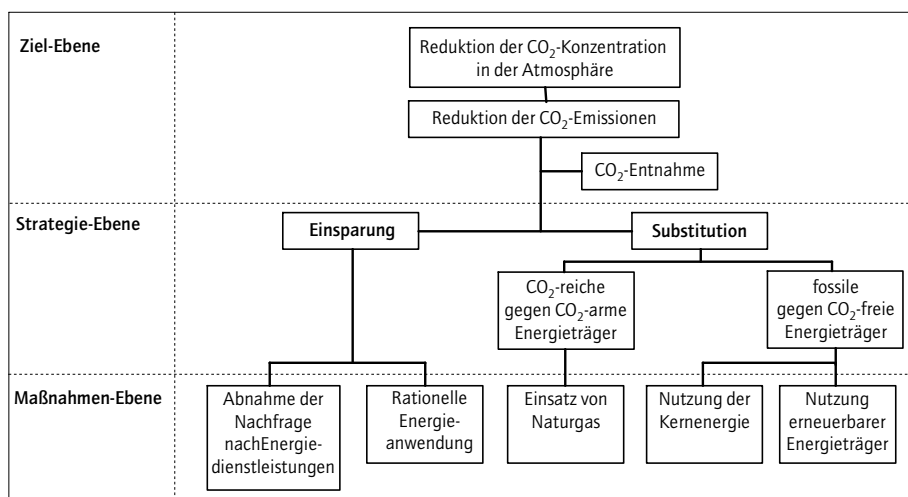 Ziel-Ebene
Reduktion der CO₂-Konzentration
in der Atmosphäre
Reduktion der CO₂-Emissionen
CO₂-Entnahme
Strategie-Ebene
Einsparung
Substitution
CO₂-reiche
gegen CO₂-arme
Energieträger
fossile
gegen CO₂-freie
Energieträger
Maßnahmen-Ebene
Abnahme der
Nachfrage
nachEnergie-
dienstleistungen
Rationelle
Energie-
anwendung
Einsatz von
Naturgas
Nutzung der
Kernenergie
Nutzung
erneuerbarer
Energieträger